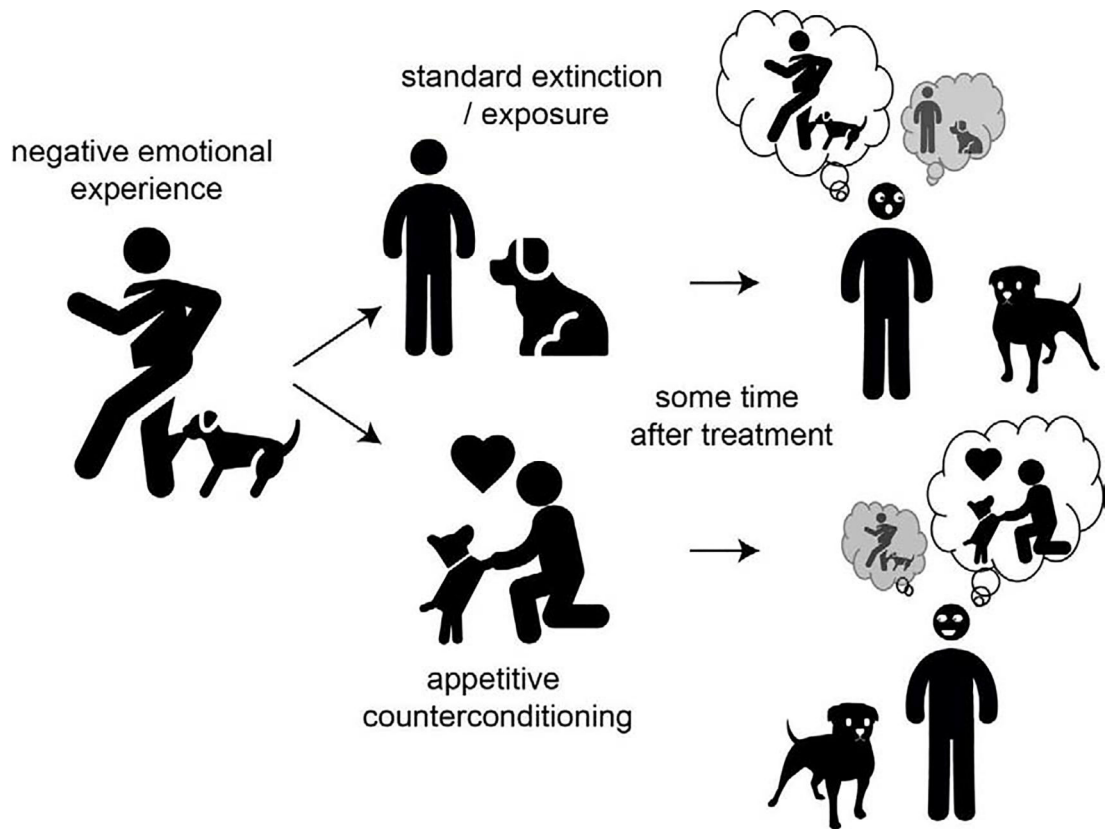 negative emotional
experience
standard extinction
/ exposure
appetitive
counterconditioning
some time
after treatment